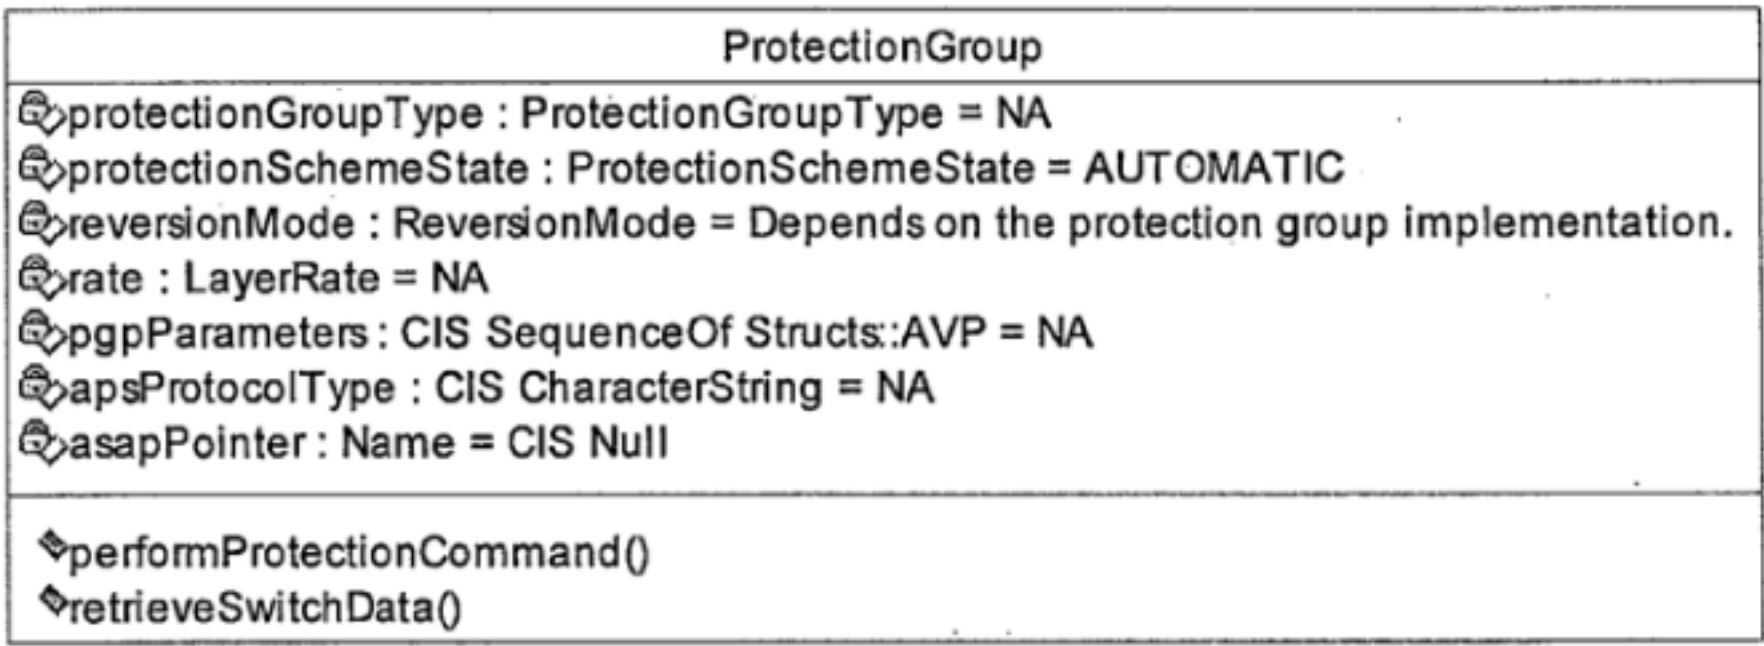 ProtectionGroup
protectionGroupType : ProtectionGroupType = NA
protectionSchemeState : ProtectionSchemeState = AUTOMATIC
reversionMode : ReversionMode = Depends on the protection group implementation.
rate : LayerRate = NA
pgpParameters : CIS SequenceOf Structs::AVP = NA
apsProtocolType : CIS CharacterString = NA
asapPointer : Name = CIS Null
performProtectionCommand()
retrieveSwitchData()